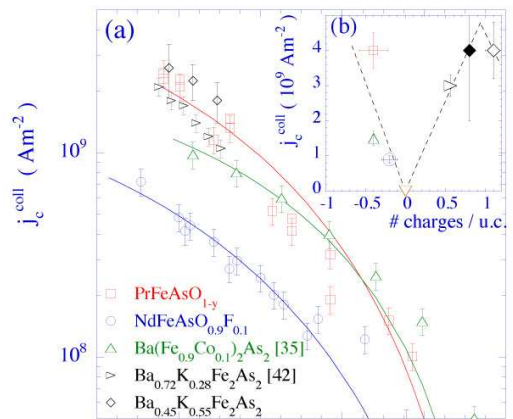 (a)
j_c^coll ( Am^-2 )
10^9
10^8
PrFeAsO_1-y
NdFeAsO_0.9F_0.1
Ba(Fe_0.9Co_0.1)_2As_2 [35]
Ba_0.72K_0.28Fe_2As_2 [42]
Ba_0.45K_0.55Fe_2As_2
(b)
j_c^coll ( 10^9 Am^-2 )
5
4
3
2
1
0
-1 -0.5 0 0.5 1
# charges / u.c.